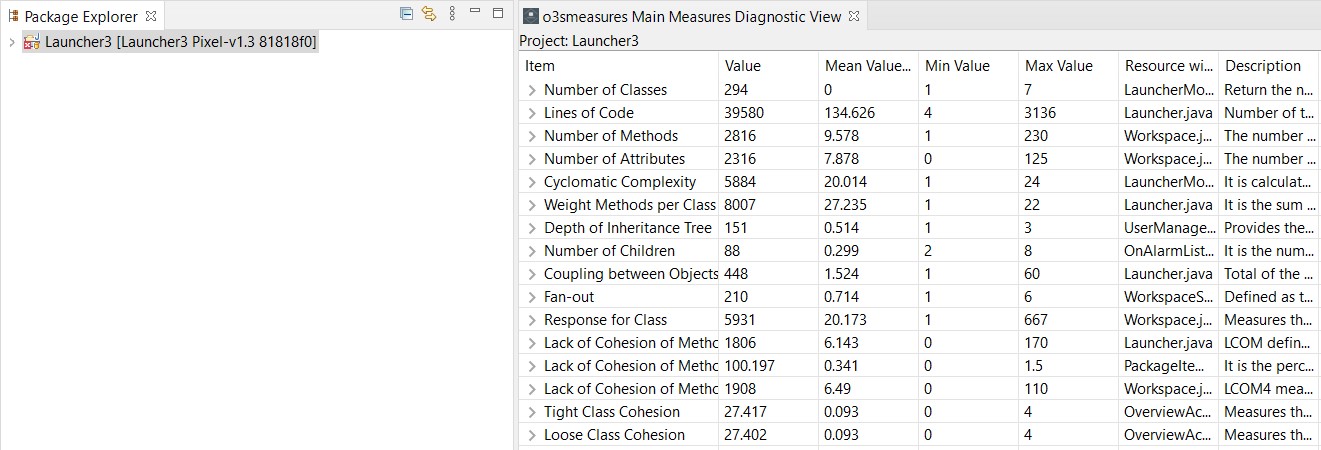 Package Explorer
Launcher3 [Launcher3 Pixel-v1.3 81818f0]
o3smeasures Main Measures Diagnostic View
Project: Launcher3
Item Value Mean Value... Min Value Max Value Resource wi... Description
Number of Classes 294 0 1 7 LauncherMo... Return the n...
Lines of Code 39580 134.626 4 3136 Launcher.java Number of t...
Number of Methods 2816 9.578 1 230 Workspace.j... The number ...
Number of Attributes 2316 7.878 0 125 Workspace.j... The number ...
Cyclomatic Complexity 5884 20.014 1 24 LauncherMo... It is calculat...
Weight Methods per Class 8007 27.235 1 22 Launcher.java It is the sum ...
Depth of Inheritance Tree 151 0.514 1 3 UserManage... Provides the...
Number of Children 88 0.299 2 8 OnAlarmList... It is the num...
Coupling between Objects 448 1.524 1 60 Launcher.java Total of the ...
Fan-out 210 0.714 1 6 WorkspaceS... Defined as t...
Response for Class 5931 20.173 1 667 Workspace.j... Measures th...
Lack of Cohesion of Methc 1806 6.143 0 170 Launcher.java LCOM defin...
Lack of Cohesion of Methc 100.197 0.341 0 1.5 PackageIte... It is the perc...
Lack of Cohesion of Methc 1908 6.49 0 110 Workspace.j... LCOM4 mea...
Tight Class Cohesion 27.417 0.093 0 4 OverviewAc... Measures th...
Loose Class Cohesion 27.402 0.093 0 4 OverviewAc... Measures th...